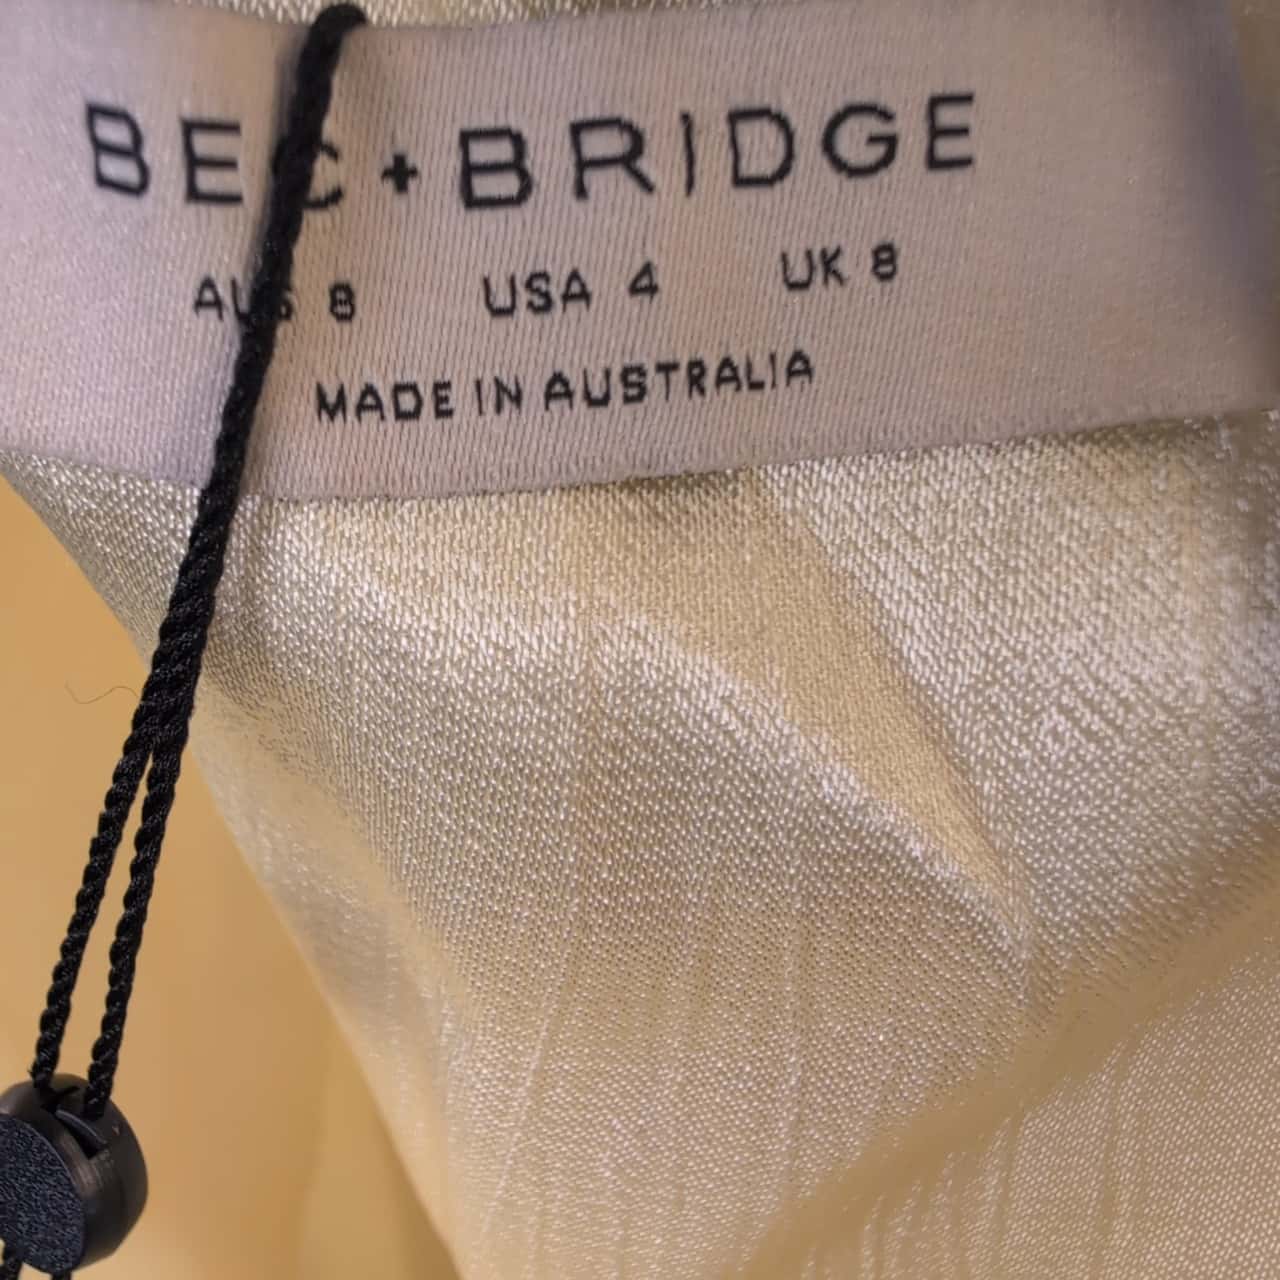 BEC+BRIDGE
AUS 8 USA 4 UK 8
MADE IN AUSTRALIA